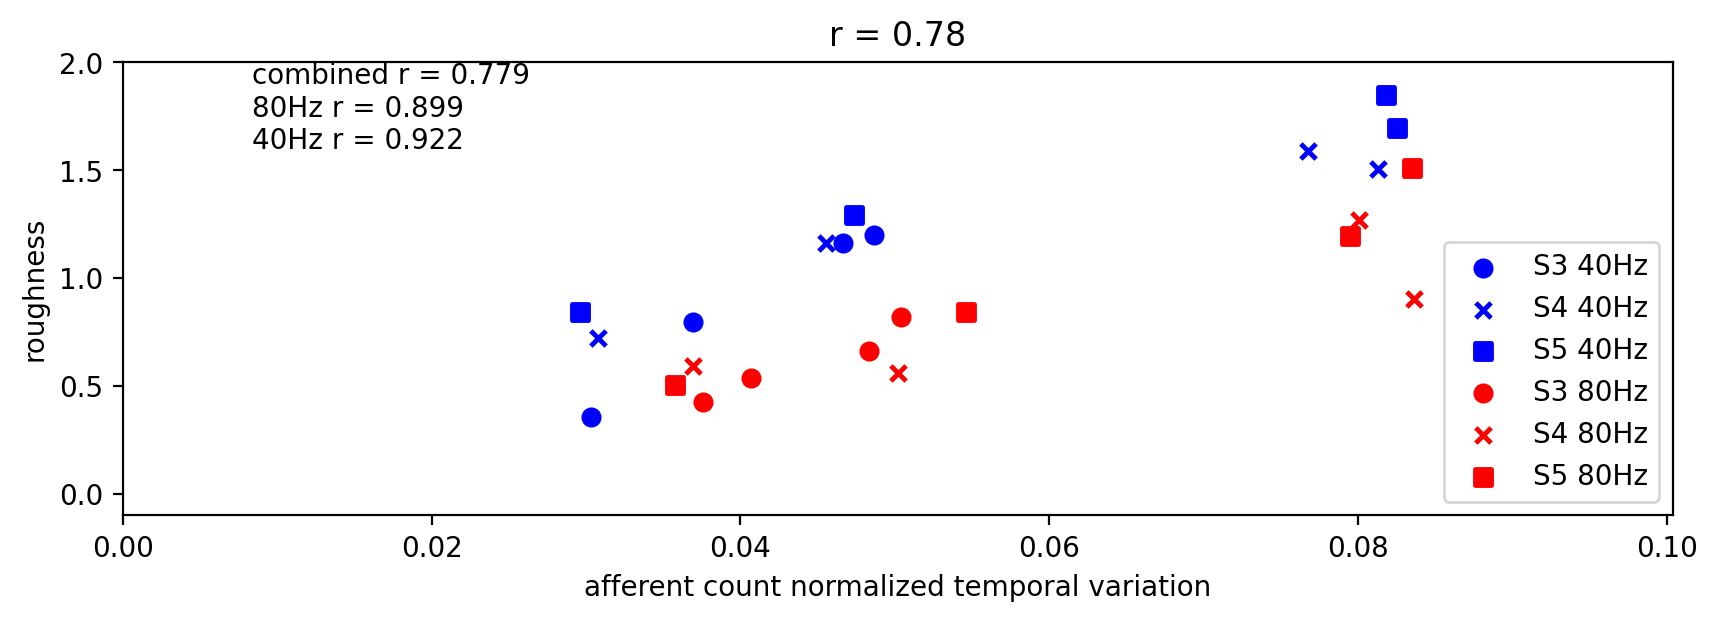 r = 0.78
combined r = 0.779
80Hz r = 0.899
40Hz r = 0.922
2.0
1.5
1.0
0.5
0.0
roughness
S3 40Hz
S4 40Hz
S5 40Hz
S3 80Hz
S4 80Hz
S5 80Hz
0.00 0.02 0.04 0.06 0.08 0.10
afferent count normalized temporal variation